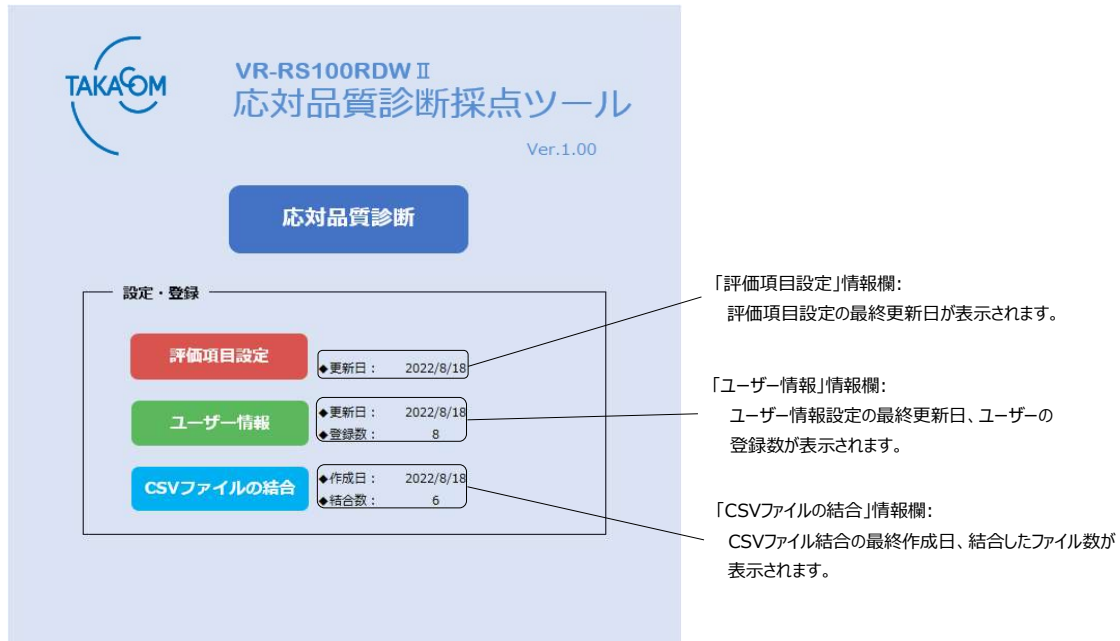 TAKACOM
VR-RS100RDWⅡ
応対品質診断採点ツール
Ver.1.00
応対品質診断
設定・登録
評価項目設定
◆更新日： 2022/8/18
ユーザー情報
◆更新日： 2022/8/18
◆登録数： 8
CSVファイルの結合
◆作成日： 2022/8/18
◆結合数： 6
「評価項目設定」情報欄：
評価項目設定の最終更新日が表示されます。
「ユーザー情報」情報欄：
ユーザー情報設定の最終更新日、ユーザーの
登録数が表示されます。
「CSVファイルの結合」情報欄：
CSVファイル結合の最終作成日、結合したファイル数が
表示されます。